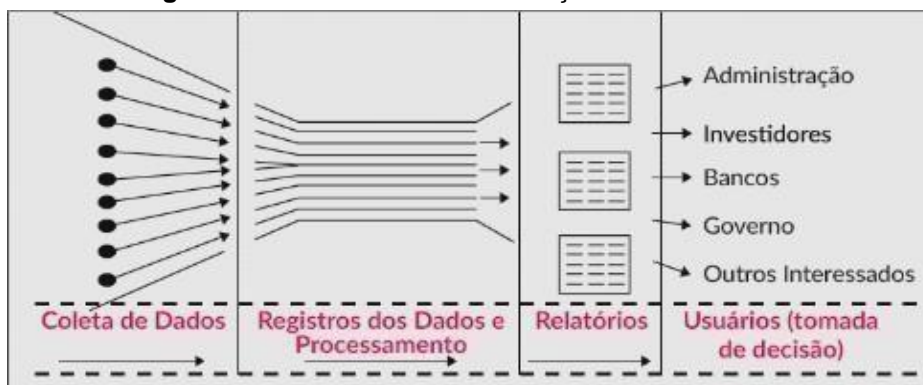 Administração
Investidores
Bancos
Governo
Outros Interessados
Coleta de Dados
Registros dos Dados e
Processamento
Relatórios
Usuários (tomada
de decisão)